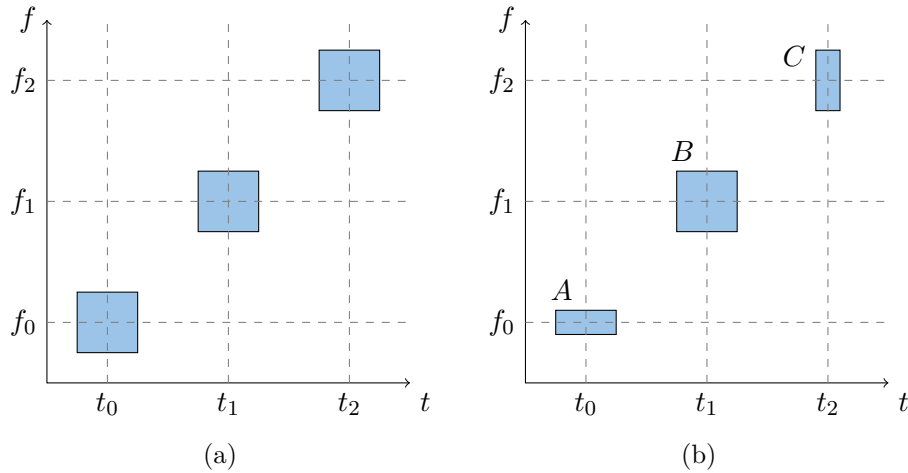 f
f₂
f₁
f₀
t₀ t₁ t₂ t
(a)
f
f₂
f₁
f₀
C
B
A
t₀ t₁ t₂ t
(b)